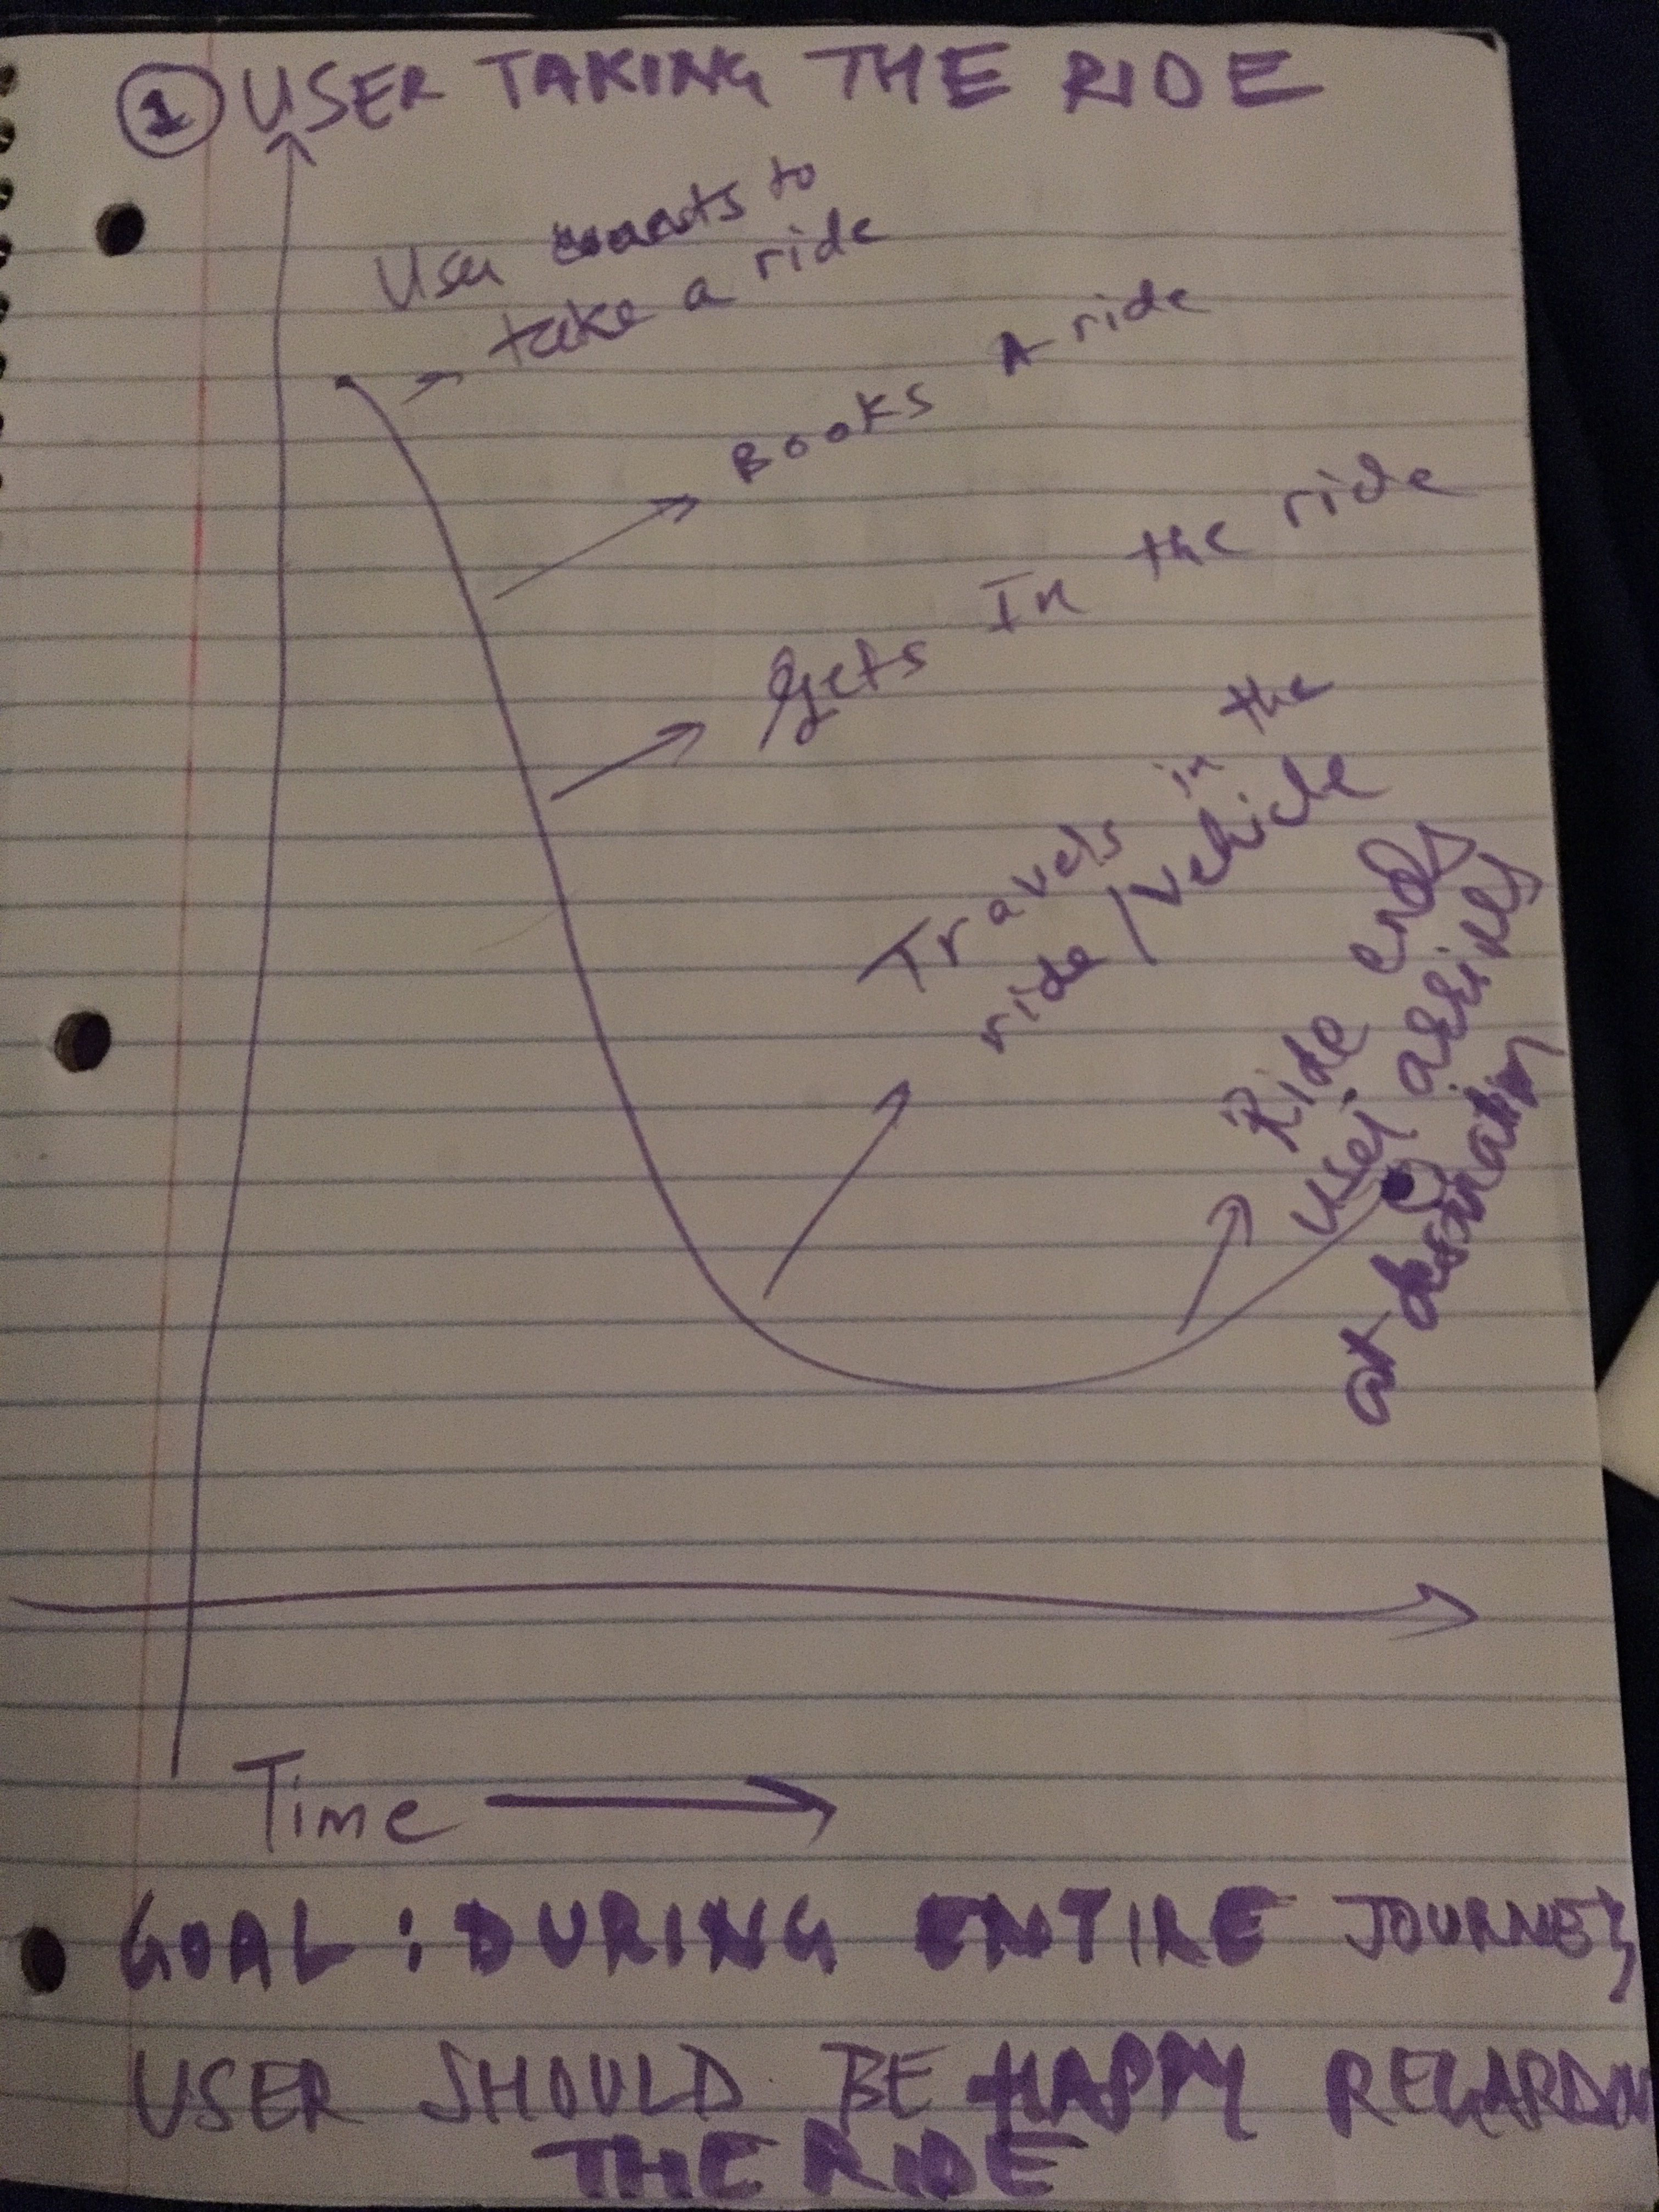 1 USER TAKING THE RIDE
User wants to
take a ride
Books A ride
Gets In the ride
Travels in the
ride/vehicle
Ride ends
User arrives
at destination
Time
GOAL: DURING ENTIRE JOURNEY
USER SHOULD BE HAPPY REGARDIN
THE RIDE